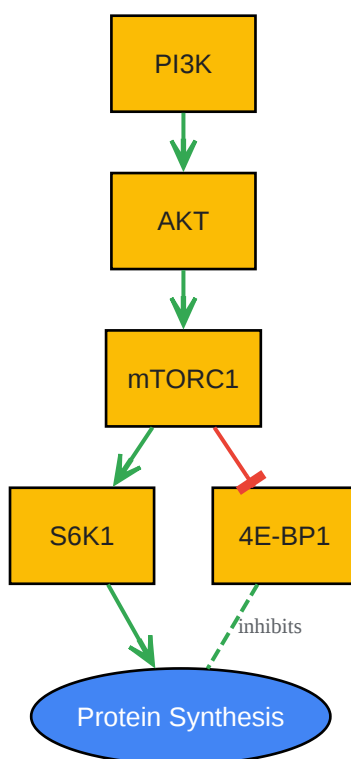 PI3K
AKT
mTORC1
S6K1
4E-BP1
inhibits
Protein Synthesis